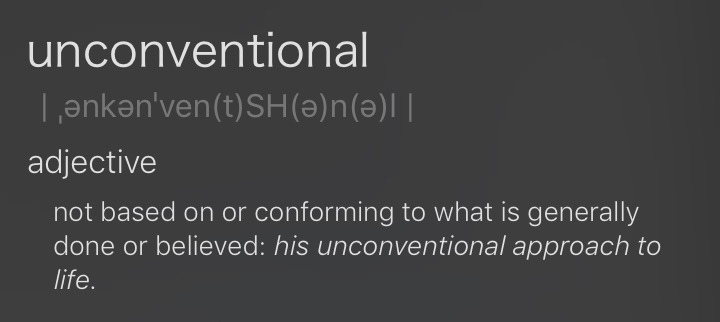 unconventional
| ˌənkənˈven(t)SH(ə)n(ə)l |
adjective
not based on or conforming to what is generally
done or believed: his unconventional approach to
life.